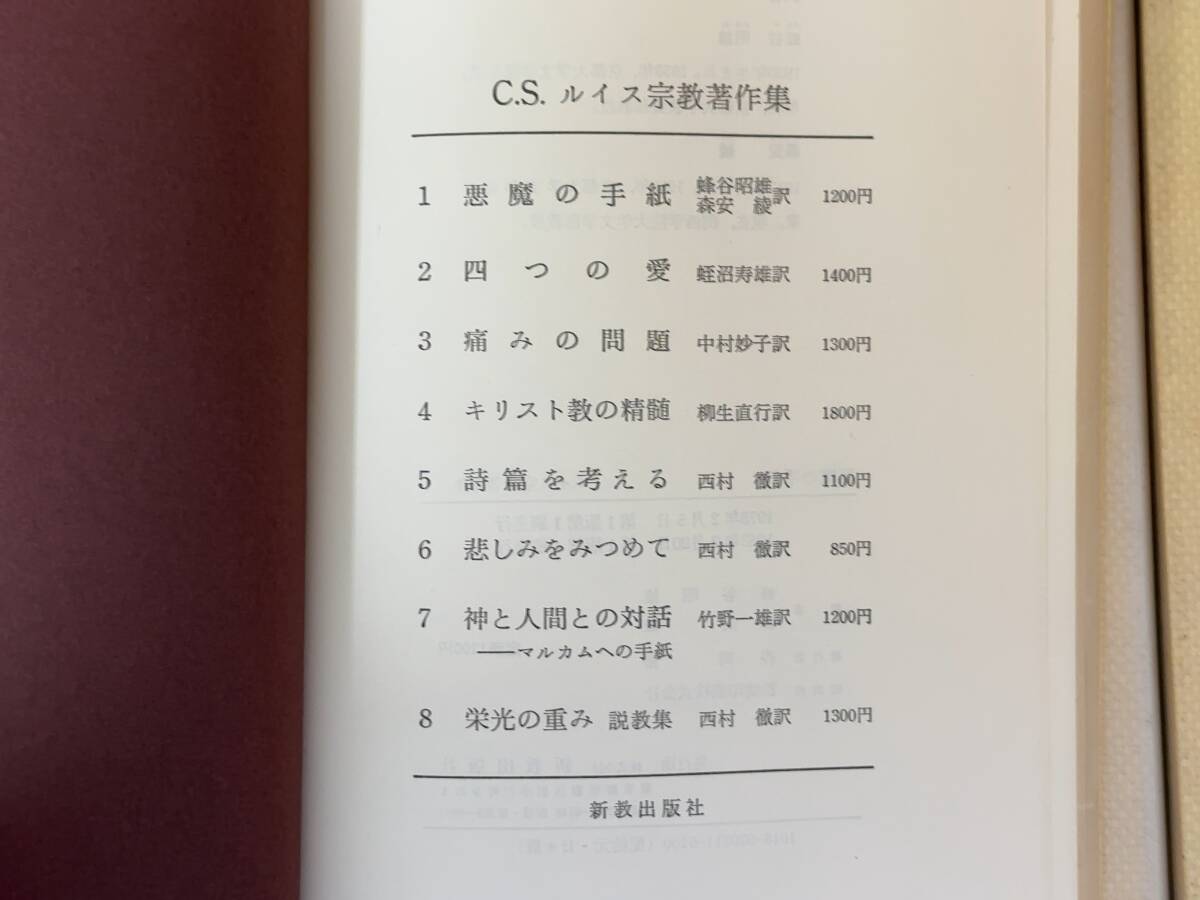 C.S. ルイス宗教著作集
1 悪魔の手紙 蜂谷昭雄 森安 綾 訳 1200円
2 四つの愛 蛭沼寿雄訳 1400円
3 痛みの問題 中村妙子訳 1300円
4 キリスト教の精髄 柳生直行訳 1800円
5 詩篇を考える 西村 徹訳 1100円
6 悲しみをみつめて 西村 徹訳 850円
7 神と人間との対話 竹野一雄訳 1200円
――マルカムへの手紙
8 栄光の重み 説教集 西村 徹訳 1300円
新教出版社